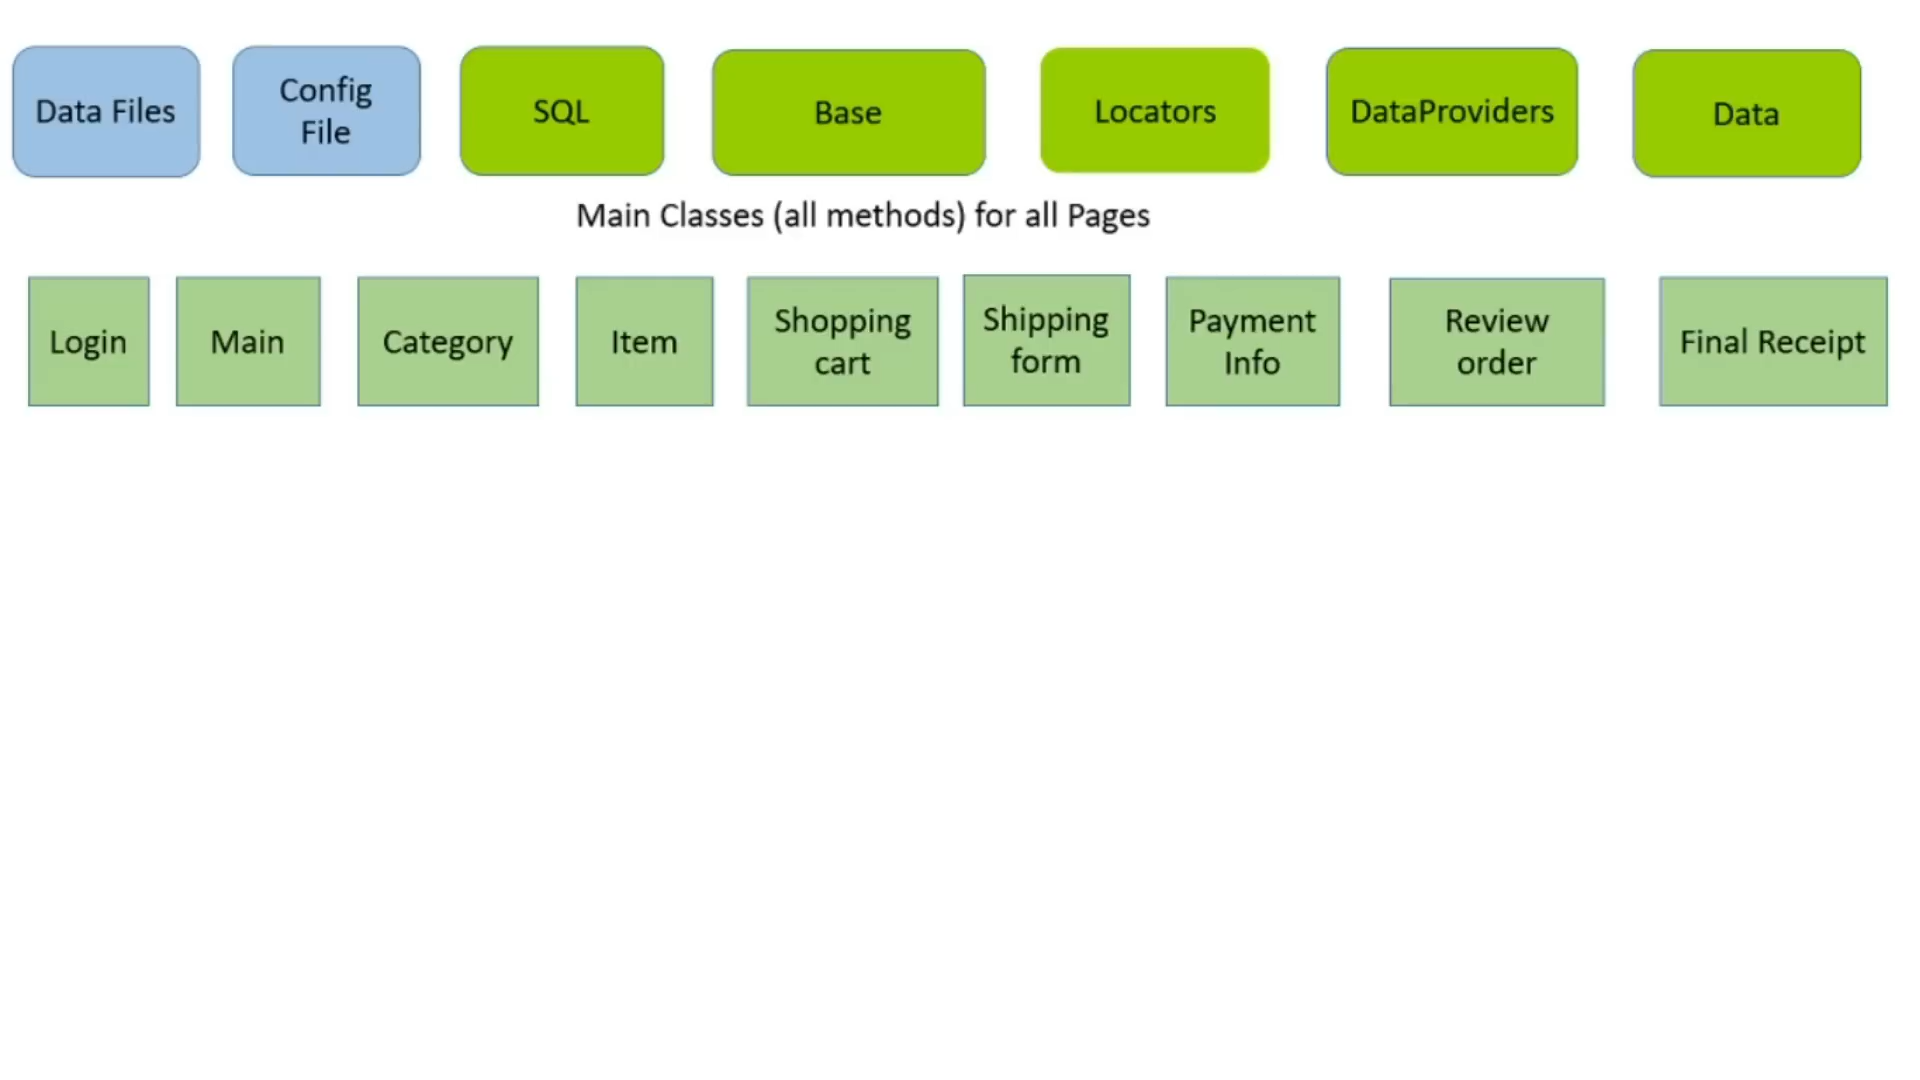 Data Files
Config
File
SQL
Base
Locators
DataProviders
Data
Main Classes (all methods) for all Pages
Login
Main
Category
Item
Shopping
cart
Shipping
form
Payment
Info
Review
order
Final Receipt